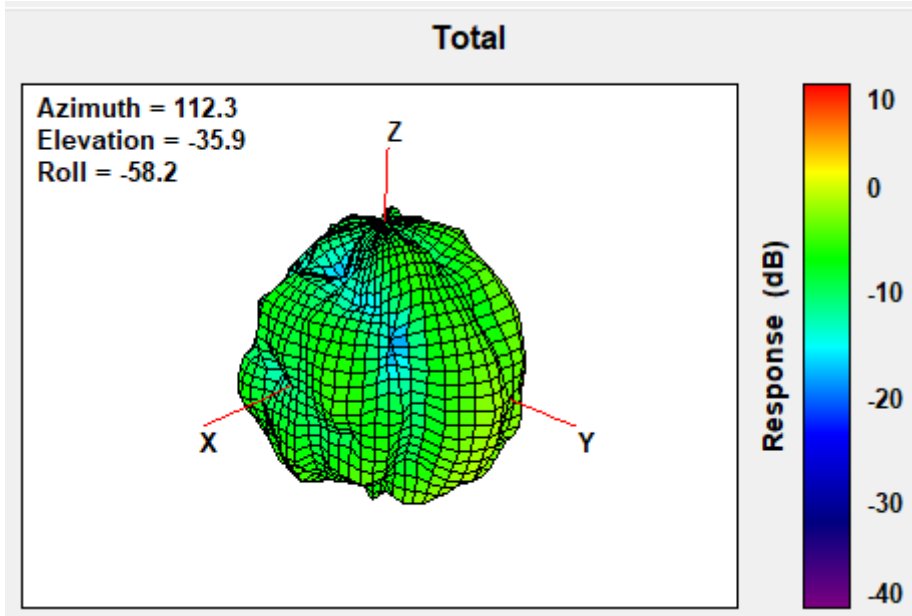 Total
Azimuth = 112.3
Elevation = -35.9
Roll = -58.2
Z
X
Y
10
0
-10
-20
-30
-40
Response (dB)